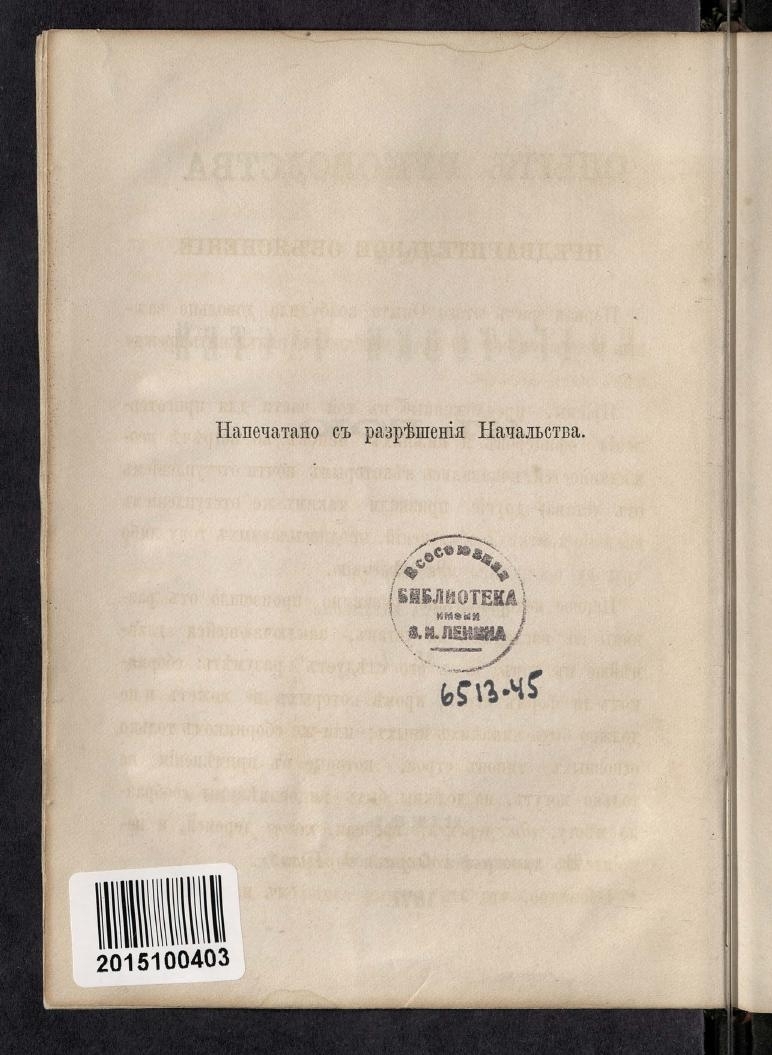 Напечатано съ разрѣшенія Начальства.
Всесоюзная
БИБЛИОТЕКА
имени
В. И. ЛЕНИНА
6513-45
2015100403